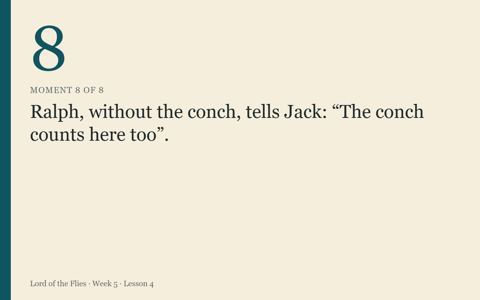 8
MOMENT 8 OF 8
Ralph, without the conch, tells Jack: “The conch
counts here too”.
Lord of the Flies · Week 5 · Lesson 4